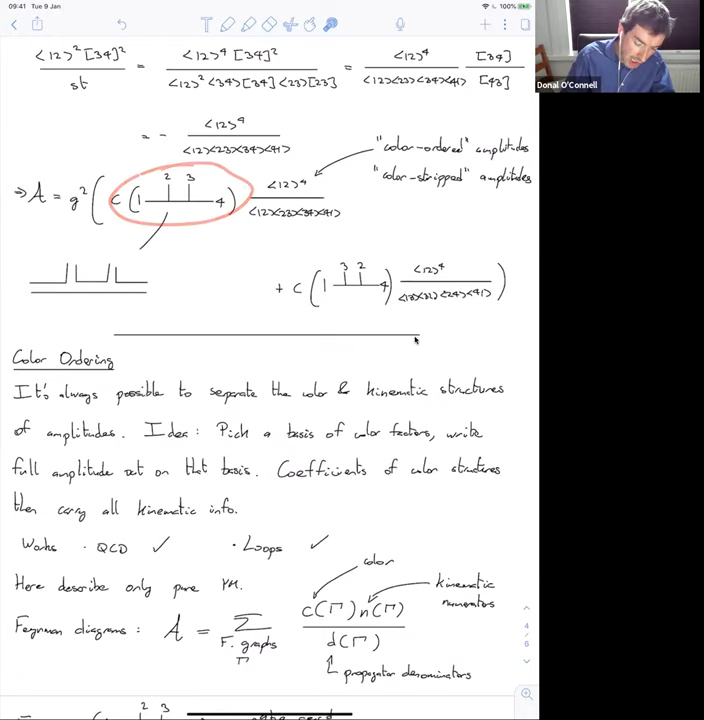 09:41 Tue 9 Jan
100%
<12>²[34]² / st = <12>⁴[34]² / <12>²<34>[34]<23>[23] = <12>⁴ / <12><23><34><41> [34] / [43]
= - <12>⁴ / <12><23><34><41>
"color-ordered" amplitudes
"color-stripped" amplitudes
⇒ A = g² ( c ( 1 2 3 4 ) <12>⁴ / <12><23><34><41>
+ c ( 1 3 2 4 ) <12>⁴ / <13><32><24><41> )
Color Ordering
It's always possible to separate the color & kinematic structures
of amplitudes. Idea: Pick a basis of color factors, write
full amplitude out on that basis. Coefficients of color structures
then carry all kinematic info.
Works · QCD ✓ · Loops ✓
Here describe only pure YM.
color
kinematic
numerators
Feynman diagrams: A = Σ F. graphs Γ c(Γ)n(Γ) / d(Γ)
propagator denominators
2 3
Donal O'Connell
4
/
6